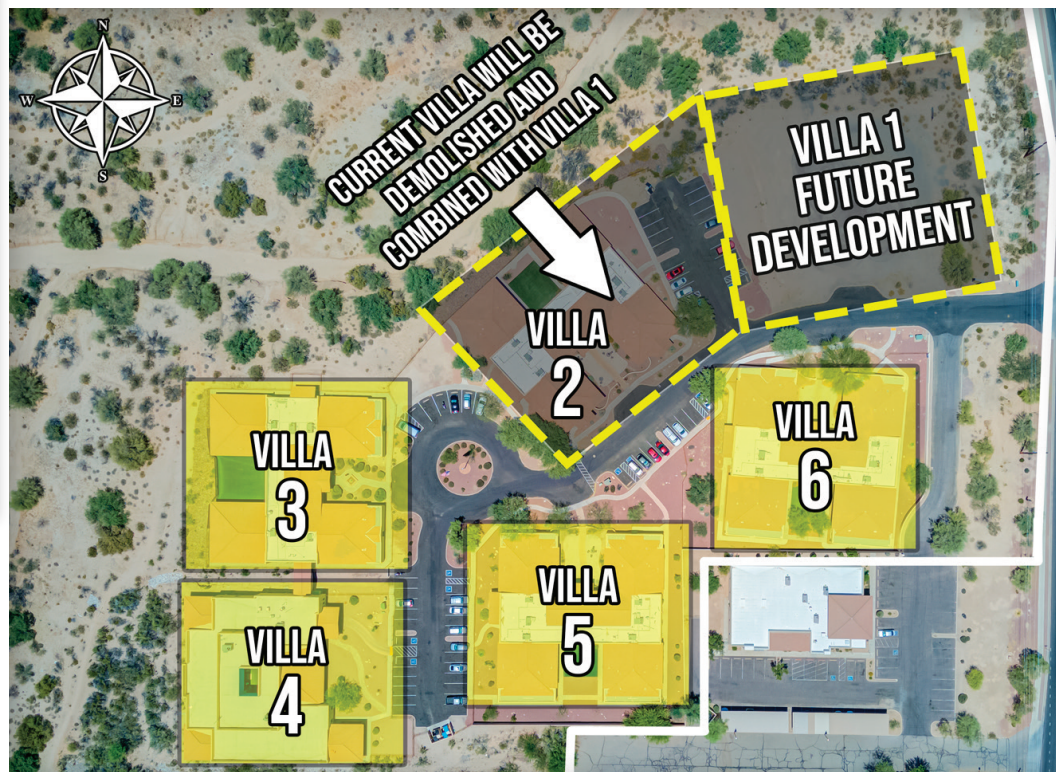 N
W
E
S
CURRENT VILLA WILL BE
DEMOLISHED AND
COMBINED WITH VILLA 1
VILLA 1
FUTURE
DEVELOPMENT
VILLA
2
VILLA
3
VILLA
6
VILLA
5
VILLA
4